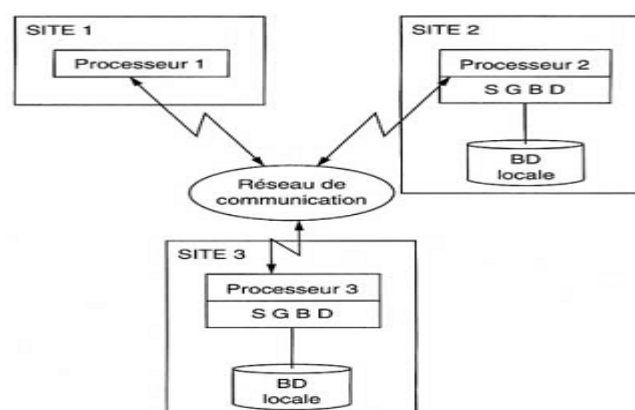 SITE 1
Processeur 1
SITE 2
Processeur 2
S G B D
BD
locale
Réseau de
communication
SITE 3
Processeur 3
S G B D
BD
locale